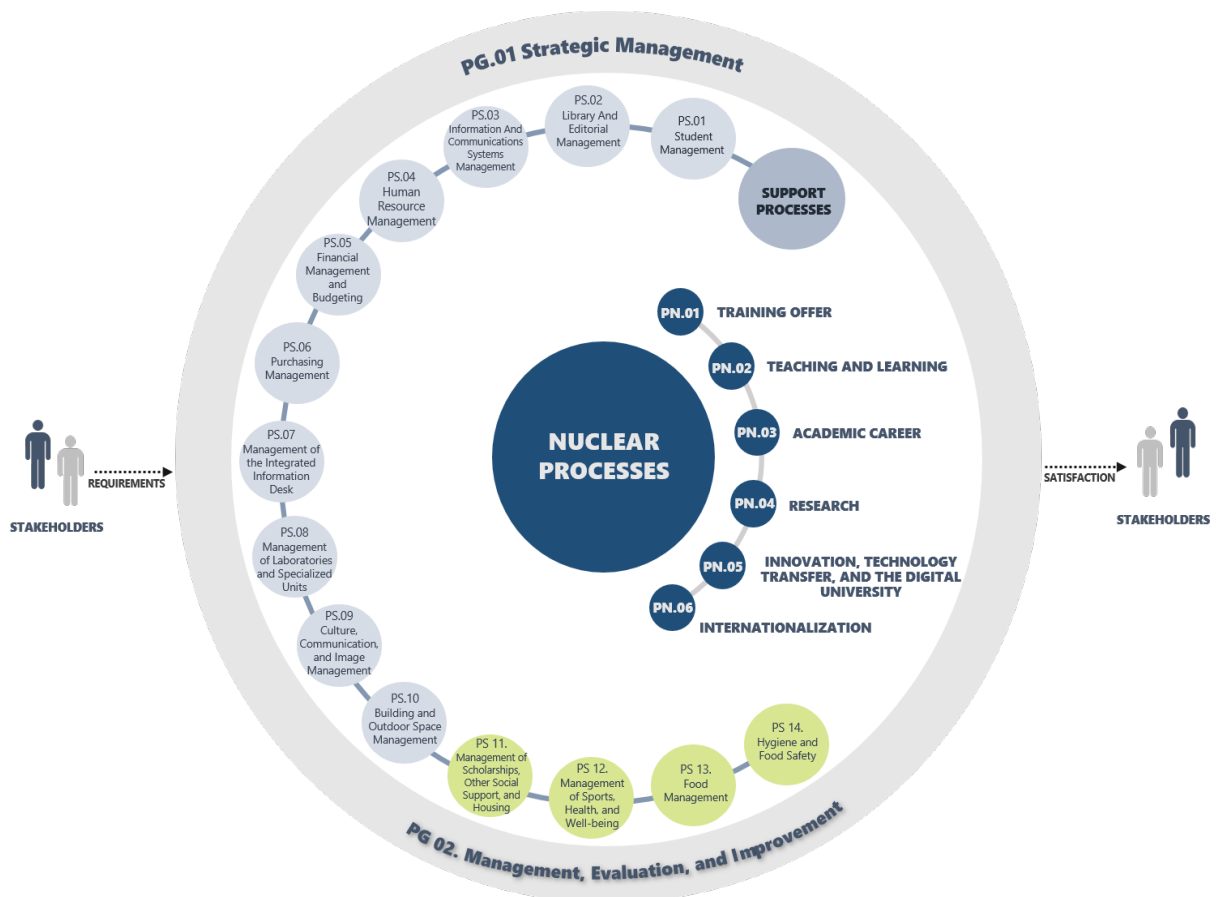 PG.01 Strategic Management
PS.03
Information And
Communications
Systems
Management
PS.02
Library And
Editorial
Management
PS.01
Student
Management
SUPPORT
PROCESSES
PS.04
Human
Resource
Management
PS.05
Financial
Management
and
Budgeting
PS.06
Purchasing
Management
PS.07
Management of
the Integrated
Information
Desk
PS.08
Management
of Laboratories
and Specialized
Units
PS.09
Culture,
Communication,
and Image
Management
PS.10
Building and
Outdoor Space
Management
PS 11.
Management of
Scholarships,
Other Social
Support, and
Housing
PS 12.
Management
of Sports,
Health, and
Well-being
PS 13.
Food
Management
PS 14.
Hygiene and
Food Safety
NUCLEAR
PROCESSES
PN.01
TRAINING OFFER
PN.02
TEACHING AND LEARNING
PN.03
ACADEMIC CAREER
PN.04
RESEARCH
PN.05
INNOVATION, TECHNOLOGY
TRANSFER, AND THE DIGITAL
UNIVERSITY
PN.06
INTERNATIONALIZATION
REQUIREMENTS
STAKEHOLDERS
SATISFACTION
STAKEHOLDERS
PG 02. Management, Evaluation, and Improvement